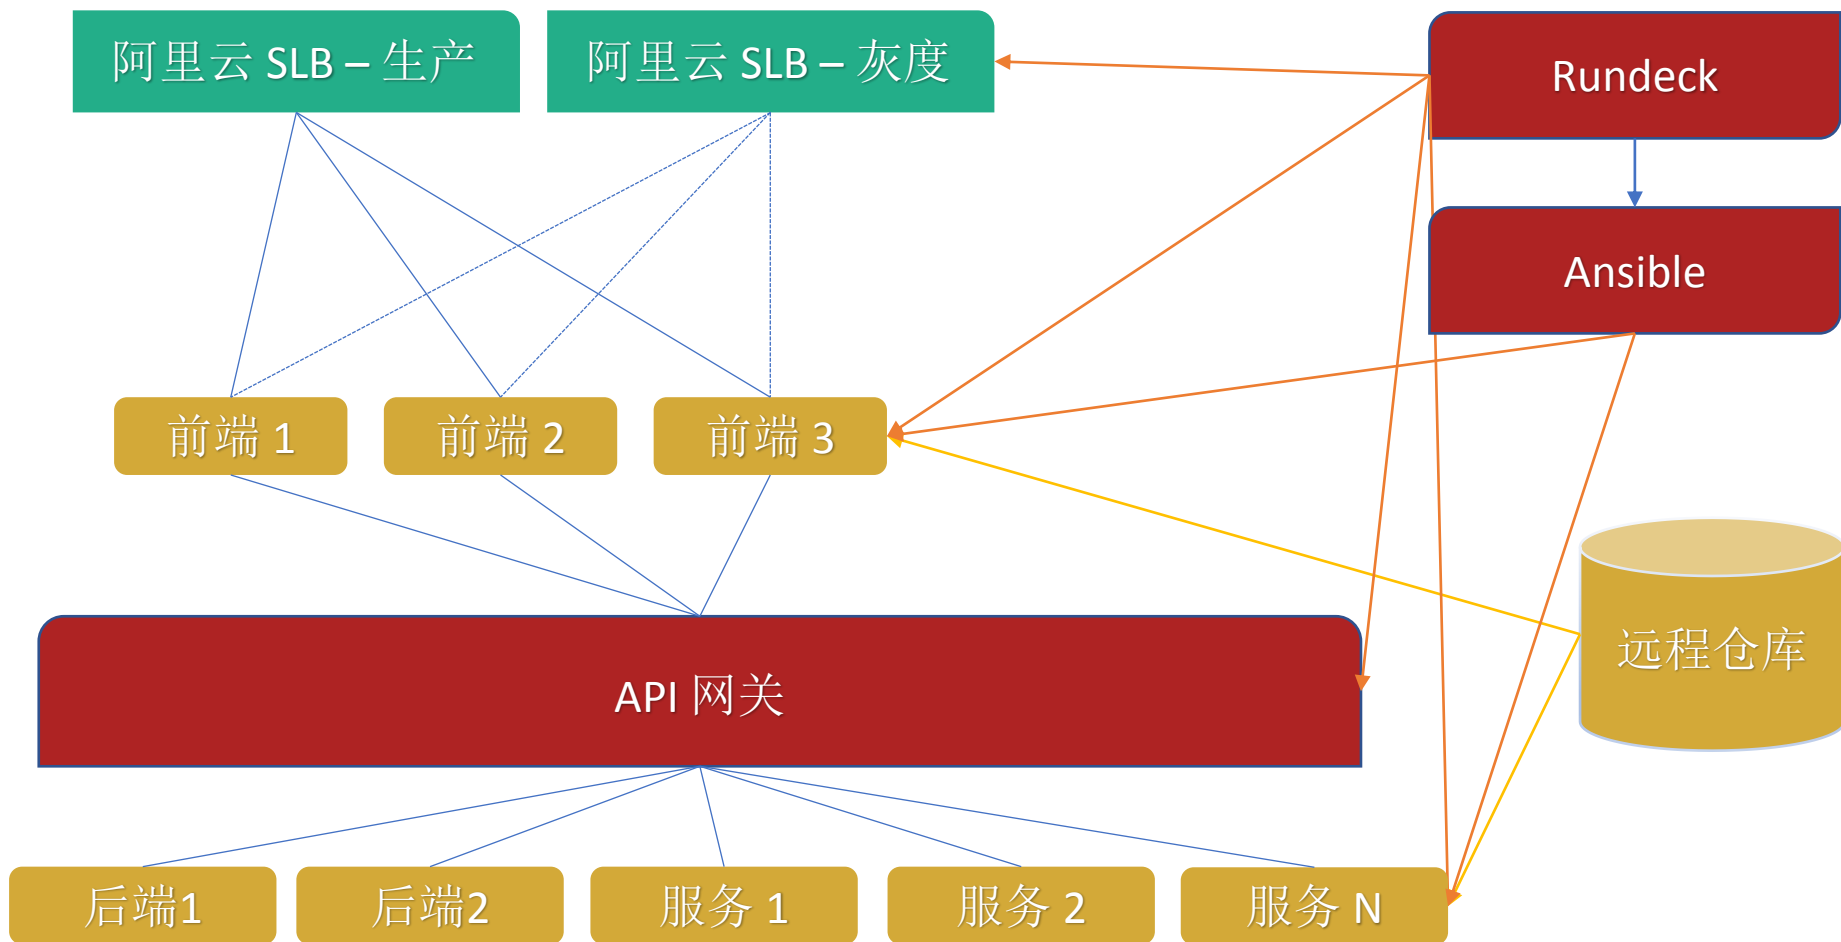 阿里云 SLB – 生产
阿里云 SLB – 灰度
Rundeck
Ansible
前端 1
前端 2
前端 3
远程仓库
API 网关
后端1
后端2
服务 1
服务 2
服务 N